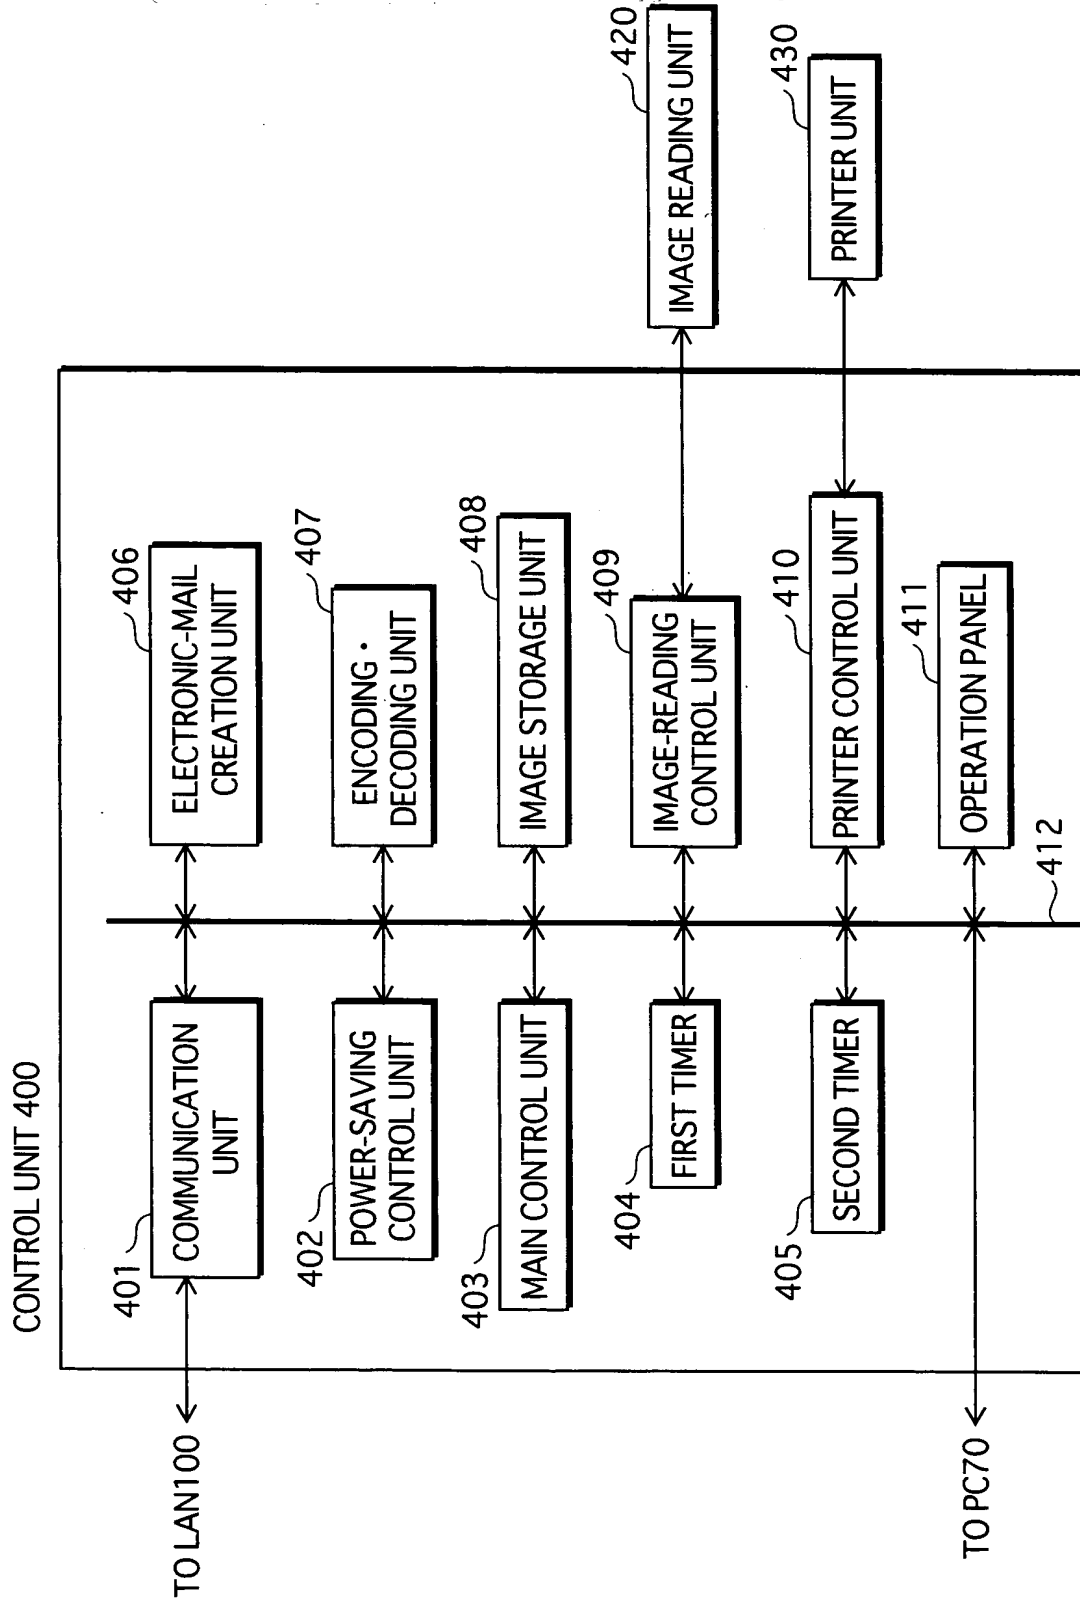 CONTROL UNIT 400
TO LAN100
401
COMMUNICATION
UNIT
406
ELECTRONIC-MAIL
CREATION UNIT
402
POWER-SAVING
CONTROL UNIT
407
ENCODING •
DECODING UNIT
403
MAIN CONTROL UNIT
408
IMAGE STORAGE UNIT
404
FIRST TIMER
409
IMAGE-READING
CONTROL UNIT
420
IMAGE READING UNIT
405
SECOND TIMER
410
PRINTER CONTROL UNIT
430
PRINTER UNIT
TO PC70
411
OPERATION PANEL
412